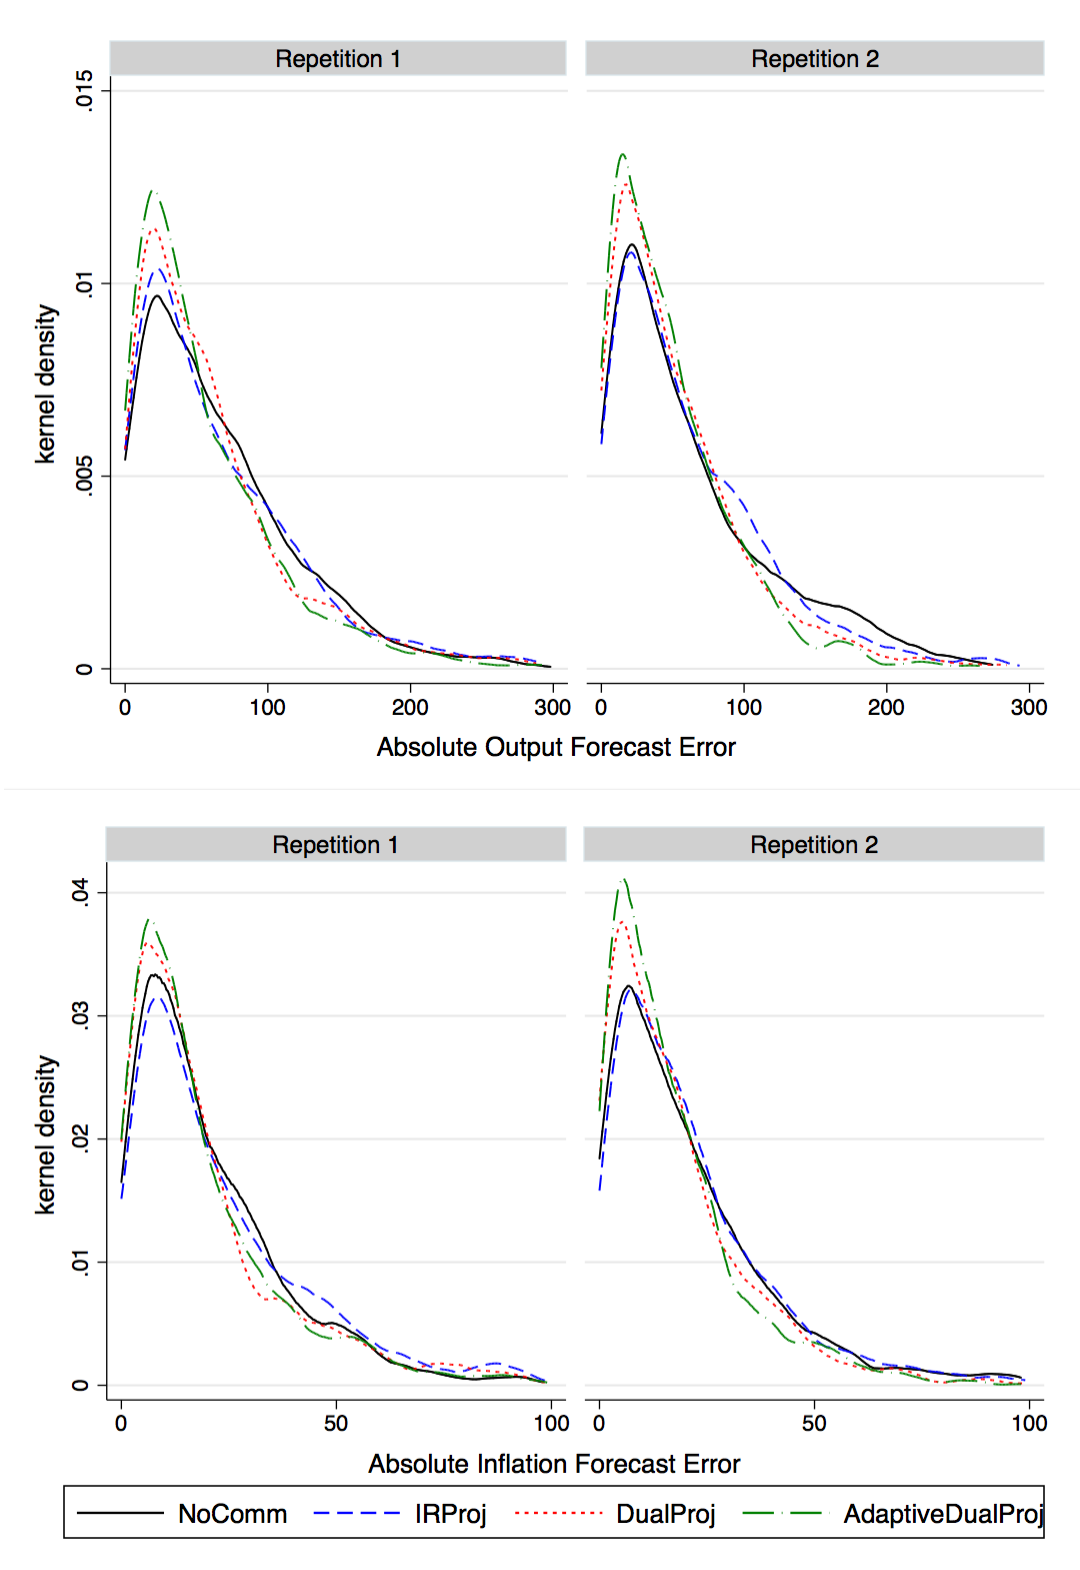 Repetition 1
Repetition 2
.015
.01
.005
0
kernel density
0 100 200 300
0 100 200 300
Absolute Output Forecast Error
Repetition 1
Repetition 2
.04
.03
.02
.01
0
kernel density
0 50 100
0 50 100
Absolute Inflation Forecast Error
NoComm IRProj DualProj AdaptiveDualProj